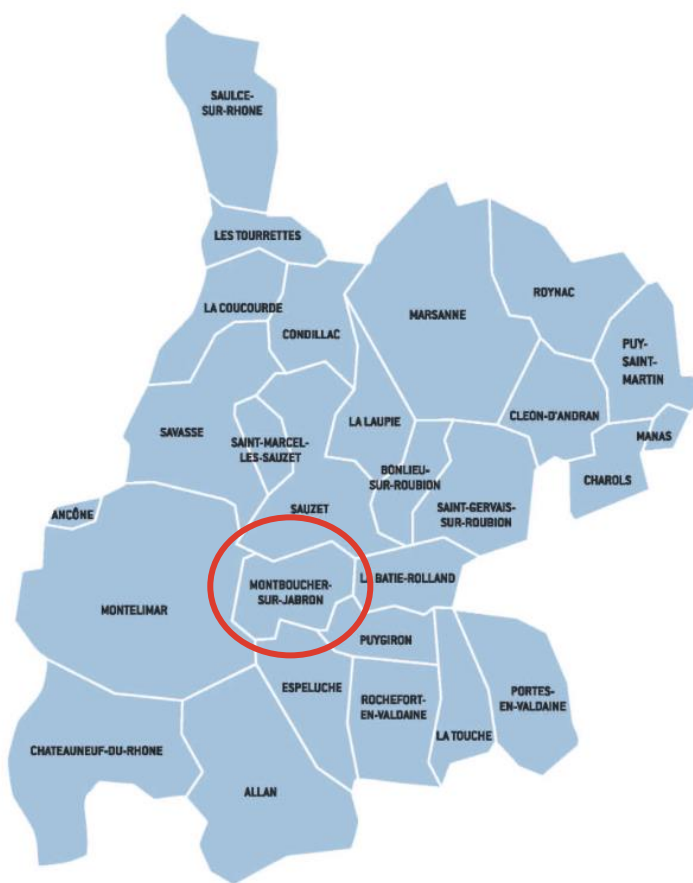 SAULCE-
SUR-RHONE
LES TOURRETTES
LA COUCOURDE
CONDILLAC
MARSANNE
ROYNAC
PUY-
SAINT-
MARTIN
LA LAUPIE
CLEON-D'ANDRAN
SAVASSE
SAINT-MARCEL-
LES-SAUZET
MANAS
BONLIEU-
SUR-ROUBION
CHAROLS
SAUZET
SAINT-GERVAIS-
SUR-ROUBION
ANCÔNE
MONTBOUCHER-
SUR-JABRON
LA BATIE-ROLLAND
MONTELIMAR
PUYGIRON
ESPELUCHE
ROCHEFORT-
EN-VALDAINE
PORTES-
EN-VALDAINE
LA TOUCHE
CHATEAUNEUF-DU-RHONE
ALLAN